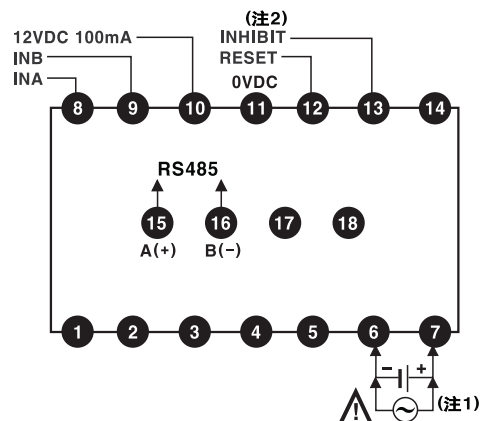 (注2)
12VDC 100mA
INHIBIT
INB
RESET
INA
0VDC
8 9 10 11 12 13 14
RS485
15 16 17 18
A(+) B(−)
1 2 3 4 5 6 7
− +
(注1)
!